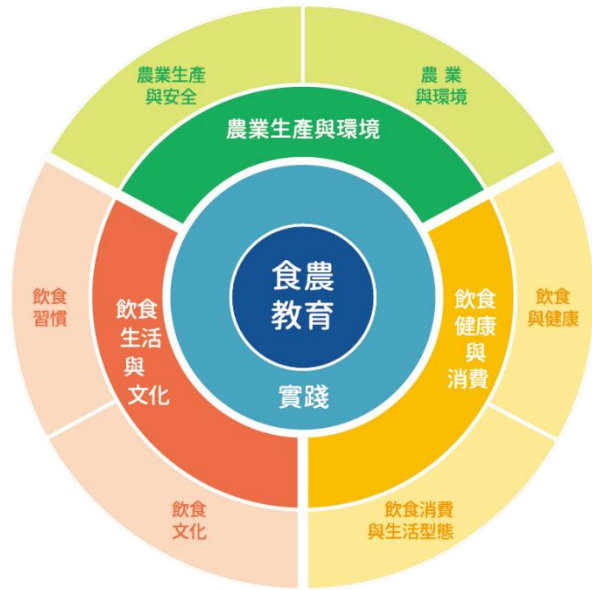 農業生產
與安全
農 業
與環境
農業生產與環境
食農
教育
實踐
飲食
習慣
飲食
生活
與
文化
飲食
健康
與
消費
飲食
與健康
飲食
文化
飲食消費
與生活型態